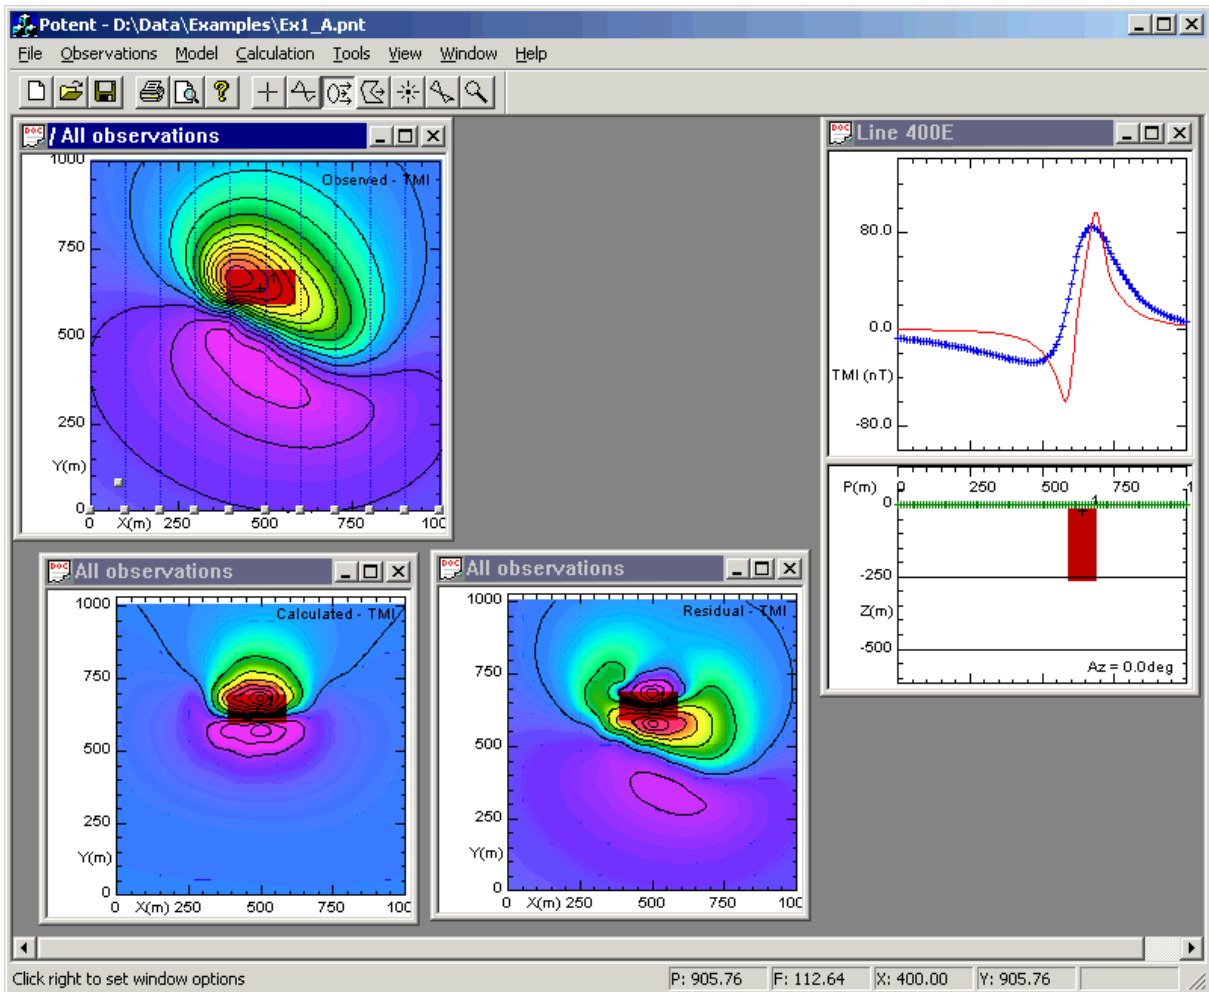 Potent - D:\Data\Examples\Ex1_A.pnt
File Observations Model Calculation Tools View Window Help
/ All observations
Observed - TMI
1000
750
500
250
Y(m)
0
0 X(m) 250 500 750 100
1
Line 400E
80.0
0.0
TMI (nT)
-80.0
P(m) 0 250 500 750 1
1
0
-250
Z(m)
-500
Az = 0.0deg
All observations
Calculated - TMI
1000
750
500
250
Y(m)
0
0 X(m) 250 500 750 100
All observations
Residual - TMI
1000
750
500
250
Y(m)
0
0 X(m) 250 500 750 100
Click right to set window options
P: 905.76 F: 112.64 X: 400.00 Y: 905.76